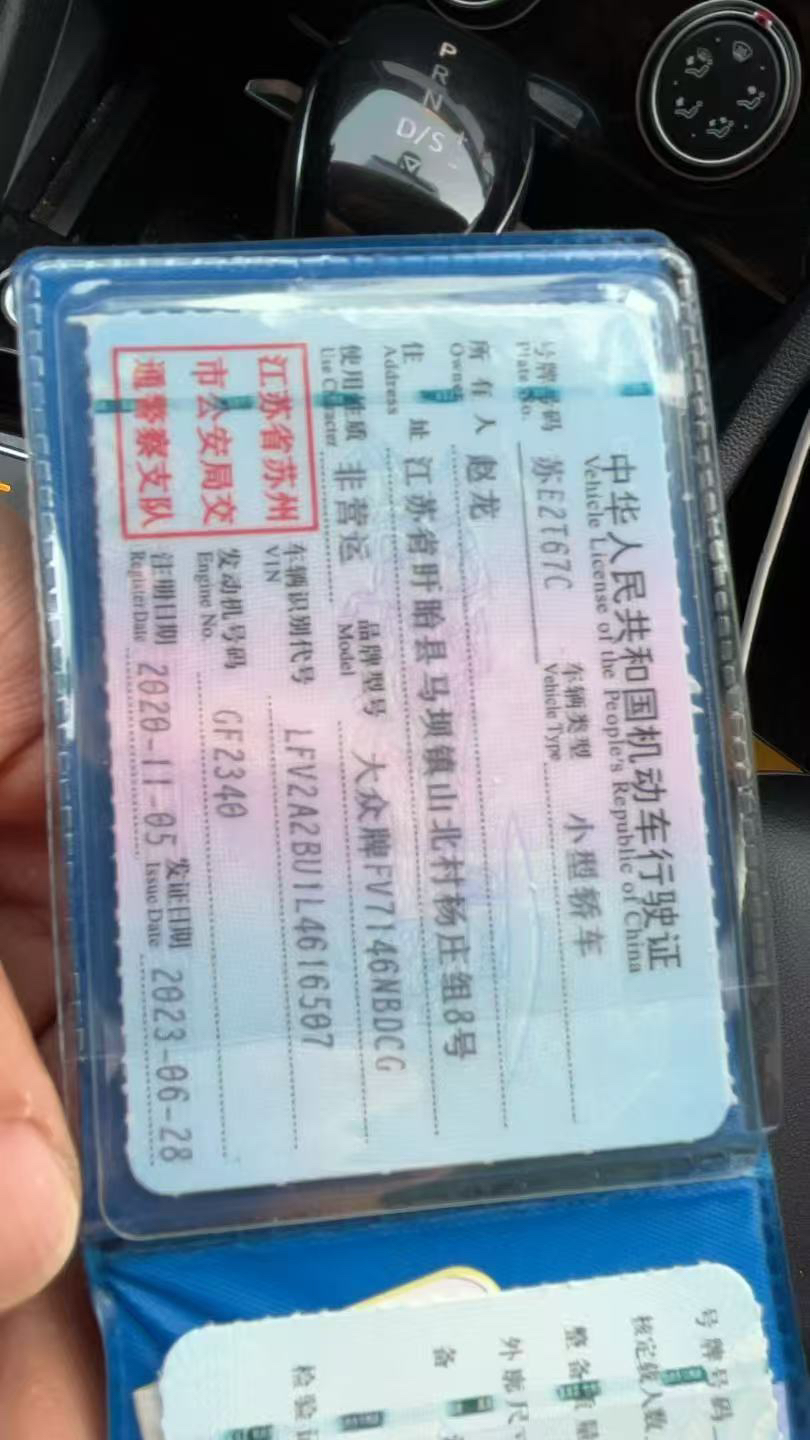 P
R
N
D/S
+
-
中华人民共和国机动车行驶证
Vehicle License of the People's Republic of China
号牌号码 苏E2T67C 车辆类型 小型轿车
Plate No. Vehicle Type
所有人 赵龙
Owner
住址 江苏省盱眙县马坝镇山北村杨庄组8号
Address
使用性质 非营运 品牌型号 大众牌FV7146NBDCG
Use Character Model
江苏省苏州
市公安局交
通警察支队
车辆识别代号 LFV2A2BU1L4616507
VIN
发动机号码 GF2340
Engine No.
注册日期 2020-11-05 发证日期 2023-06-28
Register Date Issue Date
号牌号码
核定载人数
整备质量
外廓尺寸
备
检验记